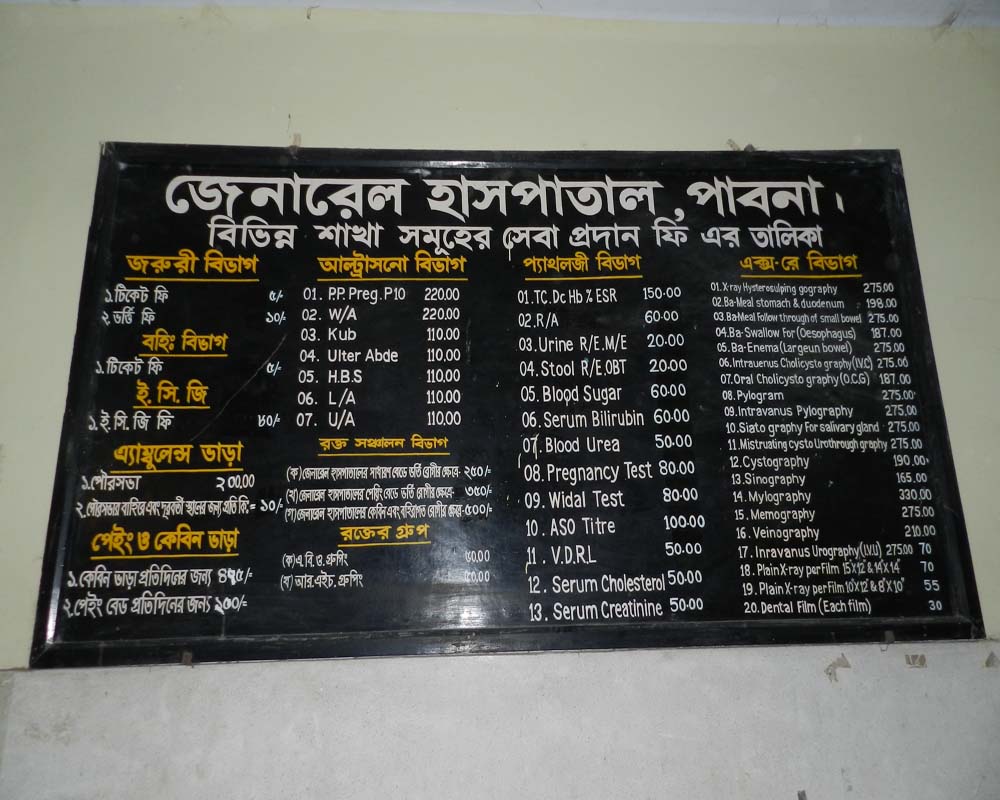 জেনারেল হাসপাতাল, পাবনা।
বিভিন্ন শাখা সমূহের সেবা প্রদান ফি এর তালিকা
জরুরী বিভাগ
১. টিকেট ফি ৫/-
২. ভর্তি ফি ১০/-
বহিঃ বিভাগ
১. টিকেট ফি ৫/-
ই. সি. জি
১. ই. সি. জি ফি ৮০/-
এ্যাম্বুলেন্স ভাড়া
১. পৌরসভা ২০০.০০
২. পৌরসভার বাহিরে এবং দূরবর্তী স্থানের জন্য প্রতি কি:= ১০/=
পেইং ও কেবিন ভাড়া
১. কেবিন ভাড়া প্রতিদিনের জন্য
২. পেইং বেড প্রতিদিনের জন্য
আল্ট্রাসনো বিভাগ
01. P.P. Preg. P10 220.00
02. W/A 220.00
03. Kub 110.00
04. Ulter Abde 110.00
05. H.B.S 110.00
06. L/A 110.00
07. U/A 110.00
রক্ত সঞ্চালন বিভাগ
(ক) জেনারেল হাসপাতালের সাধারণ বেডে ভর্তি রোগীর ক্ষেত্রে- ২৫০/=
(খ) জেনারেল হাসপাতালের পেয়িং বেডে ভর্তি রোগীর ক্ষেত্রে- ৩৫০/=
(গ) জেনারেল হাসপাতালের কেবিন এবং বহিরাগত রোগীর ক্ষেত্রে- ৫০০/=
রক্তের গ্রুপ
(ক) এ. বি. ও. গ্রুপিং
(খ) আর. এইচ. গ্রুপিং
প্যাথলজী বিভাগ
01. TC. Dc Hb % ESR 150.00
02. R/A 60.00
03. Urine R/E.M/E 20.00
04. Stool R/E. OBT 20.00
05. Blood Sugar 60.00
06. Serum Bilirubin 60.00
07. Blood Urea 50.00
08. Pregnancy Test 80.00
09. Widal Test 80.00
10. ASO Titre 100.00
11. V.D.R.L 50.00
12. Serum Cholesterol 50.00
13. Serum Creatinine 50.00
এক্স-রে বিভাগ
01. X-ray Hysterosulping gography 275.00
02. Ba-Meal stomach & duodenum 198.00
03. Ba-Meal Follow through of small bowel 275.00
04. Ba-Swallow For (Oesophagus) 187.00
05. Ba-Enema (Largeun bowel) 275.00
06. Intrauenus Cholicysto graphy (I.V.C) 275.00
07. Oral Cholicysto graphy (O.C.G) 187.00
08. Pylogram 275.00
09. Intravanus Pylography 275.00
10. Siato graphy For salivary gland 275.00
11. Mistruating cysto Urothrough graphy 275.00
12. Cystography 190.00
13. Sinography 165.00
14. Mylography 330.00
15. Memography 275.00
16. Veinography 210.00
17. Inravanus Urography (I.V.U) 275.00 70
18. Plain X-ray per Film 15"X12" & 14"X14" 70
19. Plain X-ray per Film 10"X12" & 8"X10" 55
20. Dental Film (Each film) 30